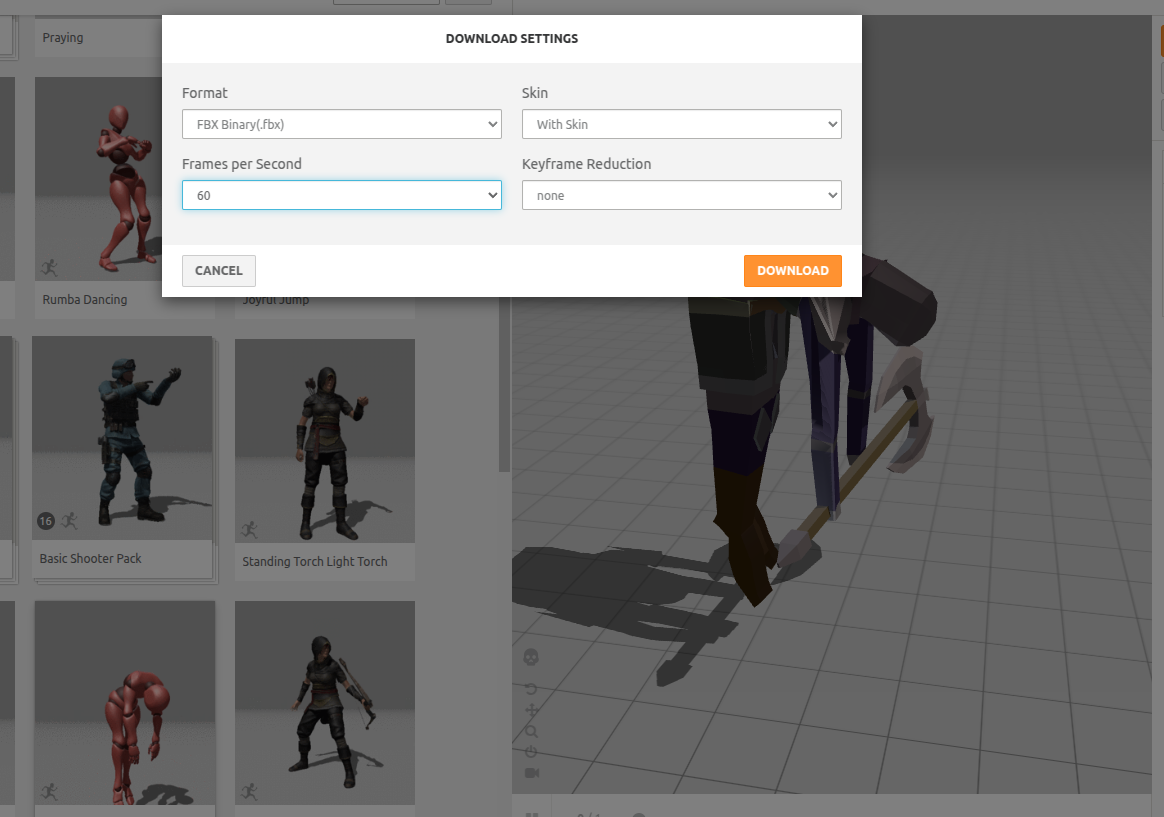 Praying
DOWNLOAD SETTINGS
Format
Skin
FBX Binary(.fbx)
With Skin
Frames per Second
Keyframe Reduction
60
none
CANCEL
DOWNLOAD
Rumba Dancing
Joyful Jump
16
Basic Shooter Pack
Standing Torch Light Torch